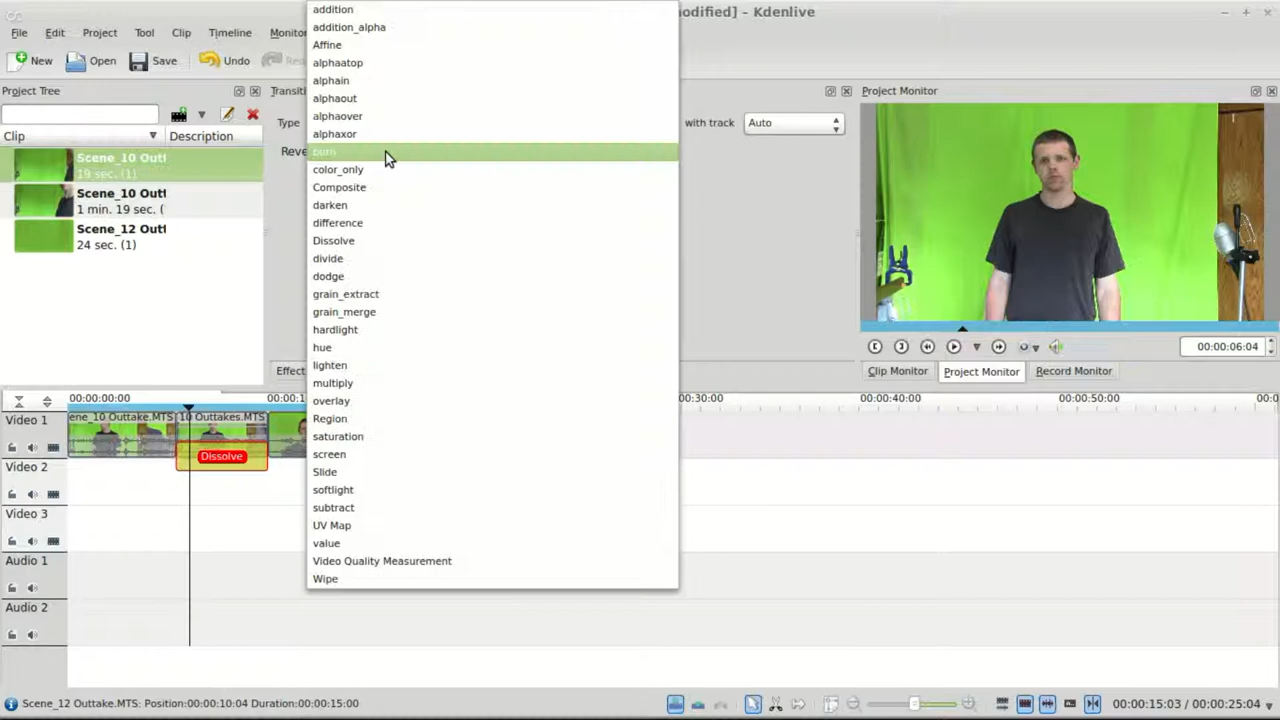 odified] – Kdenlive
File Edit Project Tool Clip Timeline Monitor
New Open Save Undo
Project Tree
Transiti
Project Monitor
Type
with track Auto
Clip Description
Reve
Scene_10 Outt
19 sec. (1)
Scene_10 Outt
1 min. 19 sec. (
Scene_12 Outt
24 sec. (1)
addition
addition_alpha
Affine
alphaatop
alphain
alphaout
alphaover
alphaxor
burn
color_only
Composite
darken
difference
Dissolve
divide
dodge
grain_extract
grain_merge
hardlight
hue
lighten
multiply
overlay
Region
saturation
screen
Slide
softlight
subtract
UV Map
value
Video Quality Measurement
Wipe
00:00:06:04
Effect
Clip Monitor Project Monitor Record Monitor
00:00:00:00 00:00:1 00:00:30:00 00:00:40:00 00:00:50:00 00:0
Video 1
ene_10 Outtake.MTS 10 Outtakes.MTS
Dissolve
Video 2
Video 3
Audio 1
Audio 2
Scene_12 Outtake.MTS: Position:00:00:10:04 Duration:00:00:15:00
00:00:15:03 / 00:00:25:04